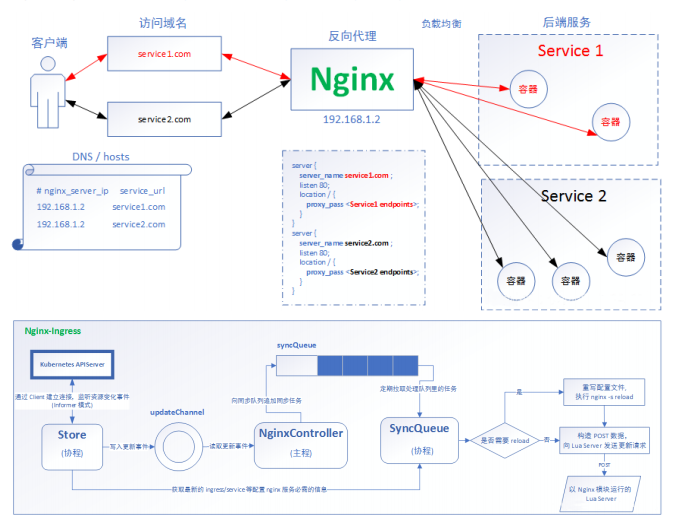 访问域名
反向代理
负载均衡
后端服务
客户端
service1.com
service2.com
Nginx
192.168.1.2
Service 1
容器
容器
Service 2
容器
容器
容器
DNS / hosts
# nginx_server_ip service_url
192.168.1.2 service1.com
192.168.1.2 service2.com
server {
server_name service1.com ;
listen 80;
location / {
proxy_pass <Service1 endpoints>;
}
}
server {
server_name service2.com ;
listen 80;
location / {
proxy_pass <Service2 endpoints>;
}
}
Nginx-Ingress
Kubernetes APIServer
通过 Client 建立连接，监听资源变化事件
(Informer 模式)
Store
(协程)
写入更新事件
updateChannel
读取更新事件
NginxController
(主程)
向同步队列追加同步任务
syncQueue
定期拉取处理队列里的任务
SyncQueue
(协程)
获取最新的 ingress/service 等配置 nginx 服务必需的信息
是否需要 reload
是
否
重写配置文件,
执行 nginx -s reload
构造 POST 数据,
向 Lua Server 发送更新请求
POST
以 Nginx 模块运行的
Lua Server